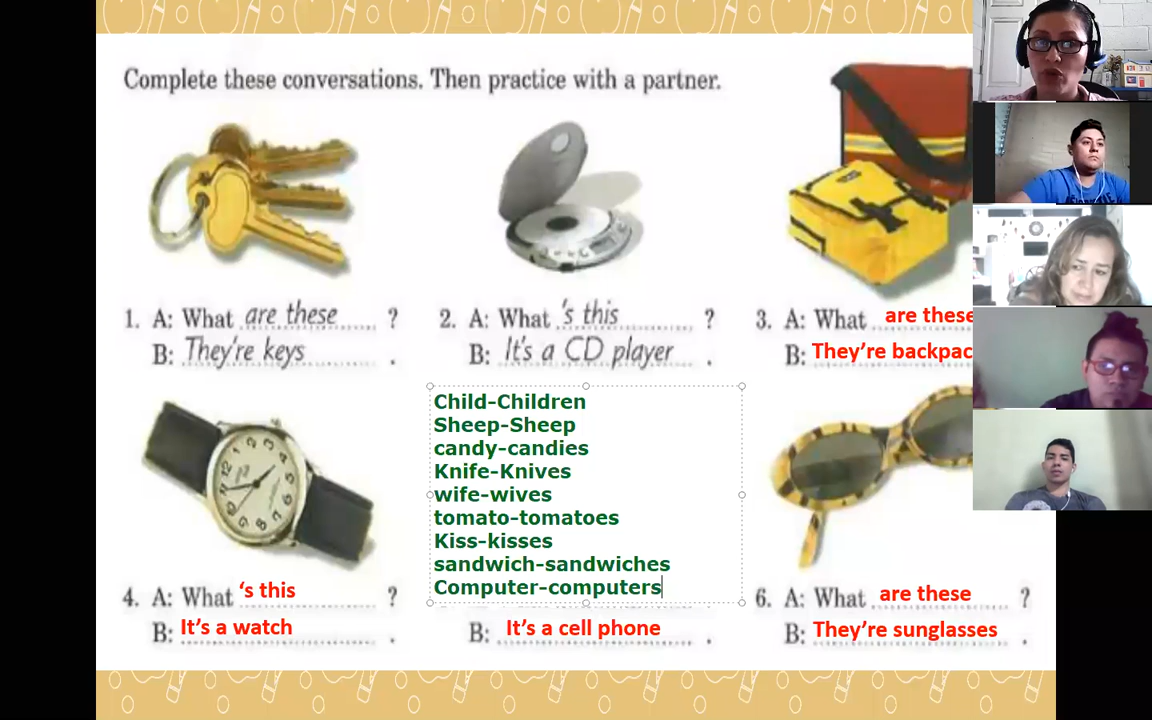 Complete these conversations. Then practice with a partner.
1. A: What are these ?
B: They're keys .
2. A: What 's this ?
B: It's a CD player .
3. A: What are these
B: They're
Child-Children
Sheep-Sheep
candy-candies
Knife-Knives
wife-wives
tomato-tomatoes
Kiss-kisses
sandwich-sandwiches
Computer-computers
4. A: What 's this ?
B: It's a watch .
B: It's a cell phone .
6. A: What are these ?
B: They're sunglasses .